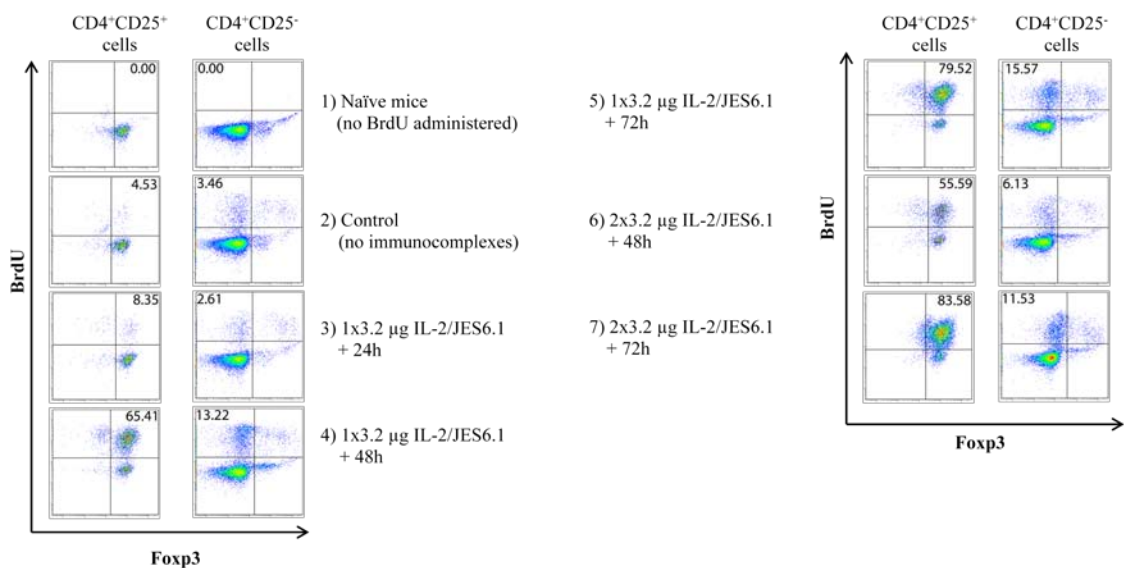 CD4⁺CD25⁺
cells
CD4⁺CD25⁻
cells
0.00
0.00
1) Naïve mice
(no BrdU administered)
4.53
3.46
2) Control
(no immunocomplexes)
8.35
2.61
3) 1x3.2 µg IL-2/JES6.1
+ 24h
65.41
13.22
4) 1x3.2 µg IL-2/JES6.1
+ 48h
BrdU
Foxp3
5) 1x3.2 µg IL-2/JES6.1
+ 72h
6) 2x3.2 µg IL-2/JES6.1
+ 48h
7) 2x3.2 µg IL-2/JES6.1
+ 72h
CD4⁺CD25⁺
cells
CD4⁺CD25⁻
cells
79.52
15.57
55.59
6.13
83.58
11.53
BrdU
Foxp3